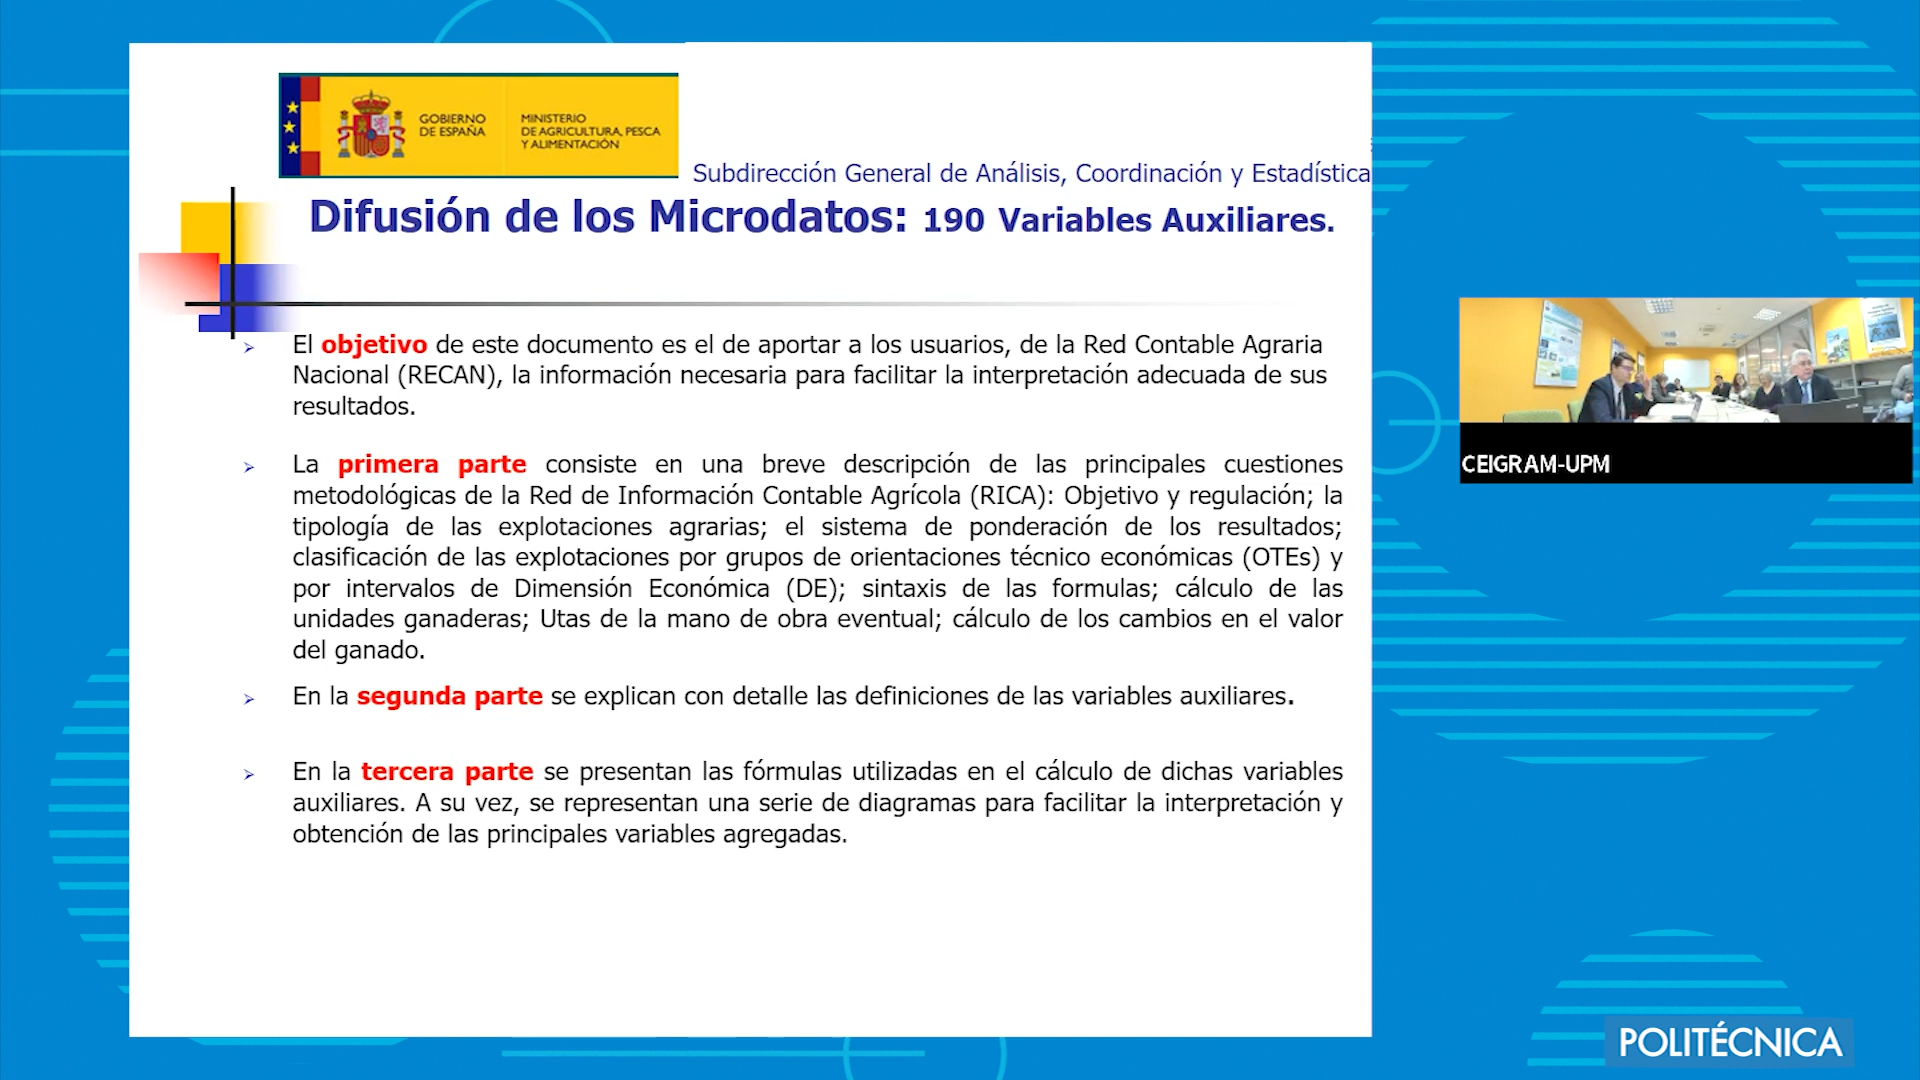 GOBIERNO
DE ESPAÑA
MINISTERIO
DE AGRICULTURA, PESCA
Y ALIMENTACIÓN
Subdirección General de Análisis, Coordinación y Estadística
Difusión de los Microdatos: 190 Variables Auxiliares.
El objetivo de este documento es el de aportar a los usuarios, de la Red Contable Agraria
Nacional (RECAN), la información necesaria para facilitar la interpretación adecuada de sus
resultados.
La primera parte consiste en una breve descripción de las principales cuestiones
metodológicas de la Red de Información Contable Agrícola (RICA): Objetivo y regulación; la
tipología de las explotaciones agrarias; el sistema de ponderación de los resultados;
clasificación de las explotaciones por grupos de orientaciones técnico económicas (OTEs) y
por intervalos de Dimensión Económica (DE); sintaxis de las formulas; cálculo de las
unidades ganaderas; Utas de la mano de obra eventual; cálculo de los cambios en el valor
del ganado.
En la segunda parte se explican con detalle las definiciones de las variables auxiliares.
En la tercera parte se presentan las fórmulas utilizadas en el cálculo de dichas variables
auxiliares. A su vez, se representan una serie de diagramas para facilitar la interpretación y
obtención de las principales variables agregadas.
CEIGRAM-UPM
POLITÉCNICA